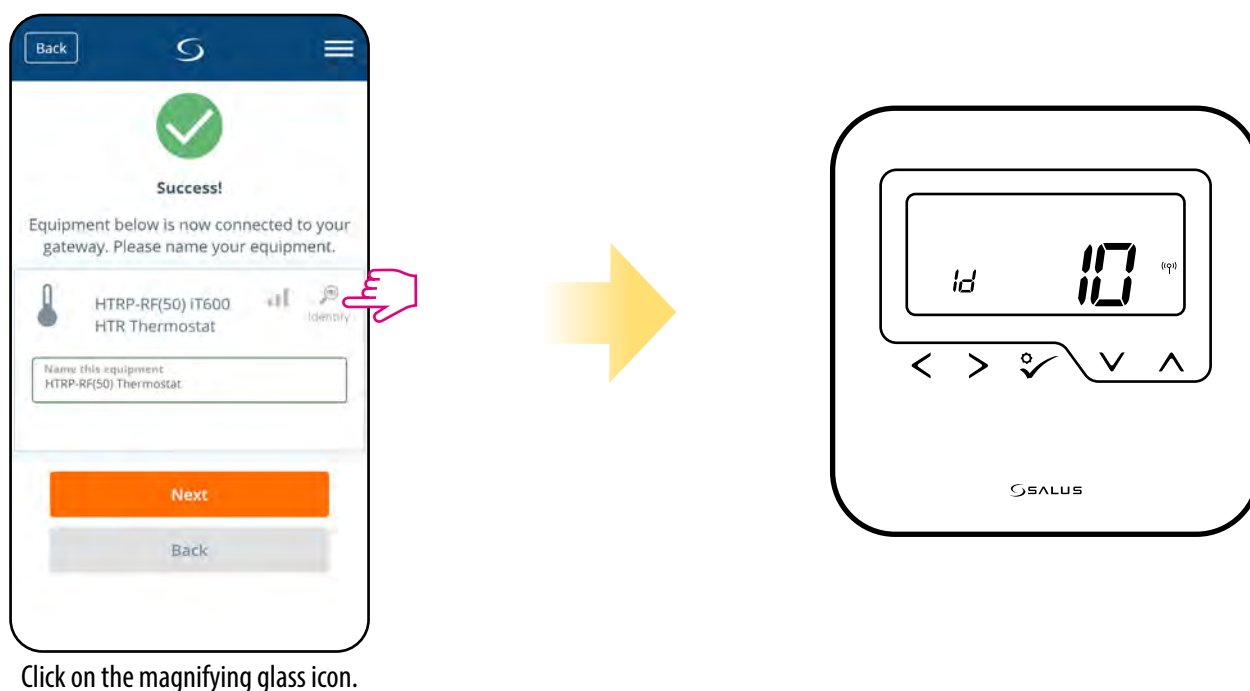 Back
Success!
Equipment below is now connected to your
gateway. Please name your equipment.
HTRP-RF(50) iT600
HTR Thermostat
Identify
Name this equipment
HTRP-RF(50) Thermostat
Next
Back
Click on the magnifying glass icon.
Id 10
SALUS